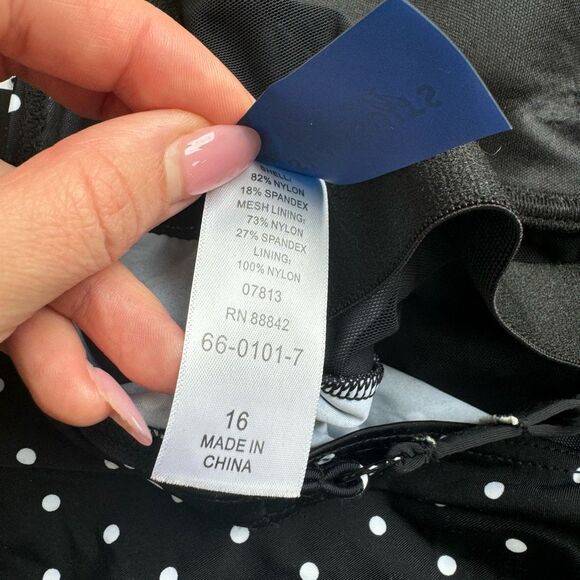 SHELL:
82% NYLON
18% SPANDEX
MESH LINING:
73% NYLON
27% SPANDEX
LINING:
100% NYLON
07813
RN 88842
66-0101-7
16
MADE IN
CHINA